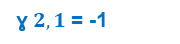 ɣ 2,1 = -1